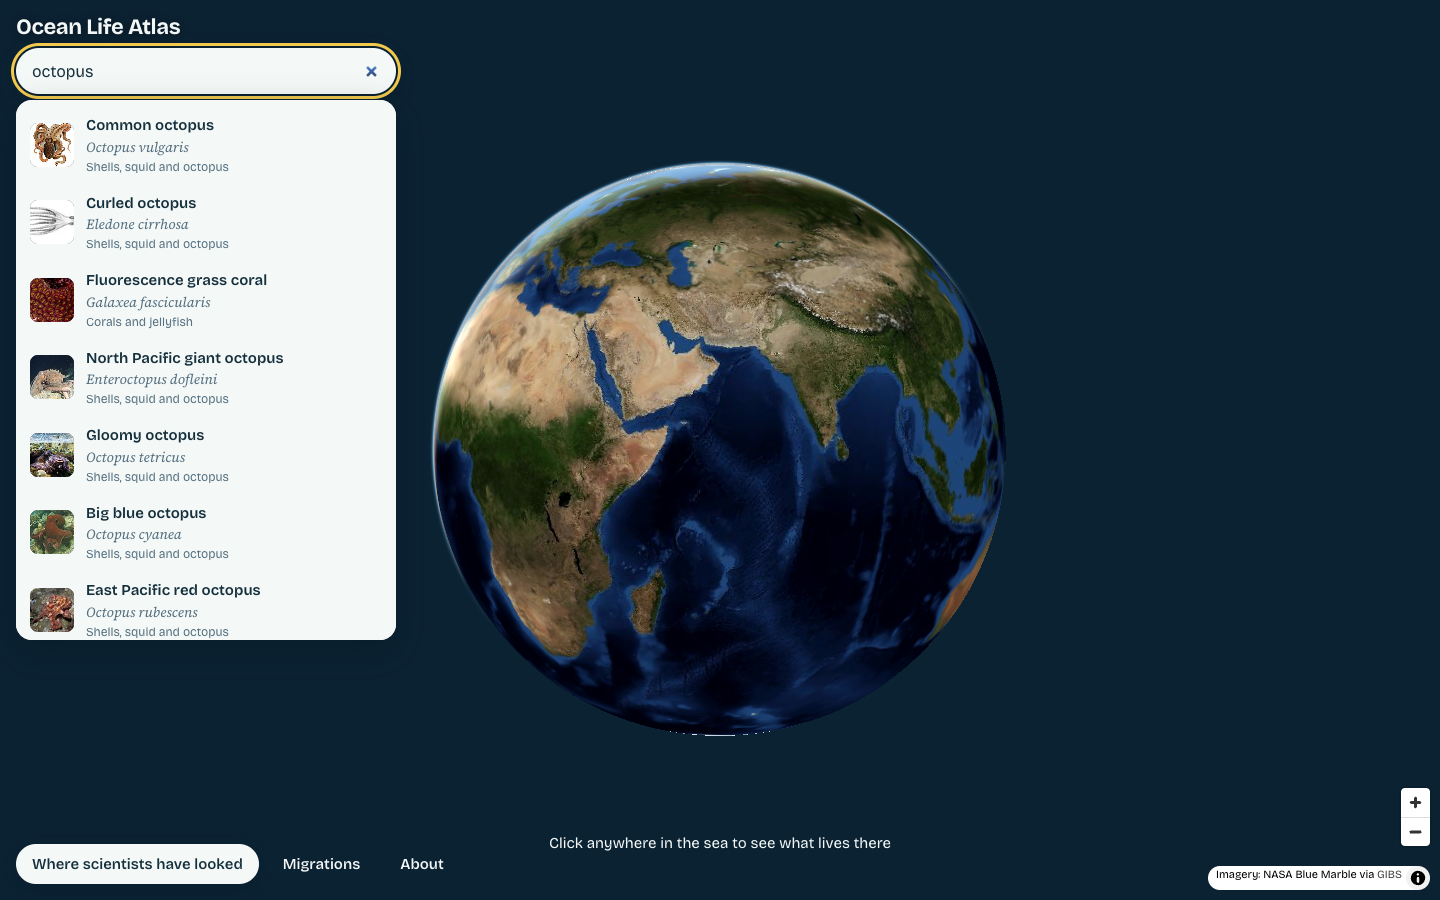 Ocean Life Atlas
octopus
Common octopus
Octopus vulgaris
Shells, squid and octopus
Curled octopus
Eledone cirrhosa
Shells, squid and octopus
Fluorescence grass coral
Galaxea fascicularis
Corals and jellyfish
North Pacific giant octopus
Enteroctopus dofleini
Shells, squid and octopus
Gloomy octopus
Octopus tetricus
Shells, squid and octopus
Big blue octopus
Octopus cyanea
Shells, squid and octopus
East Pacific red octopus
Octopus rubescens
Shells, squid and octopus
Click anywhere in the sea to see what lives there
Where scientists have looked Migrations About
Imagery: NASA Blue Marble via GIBS